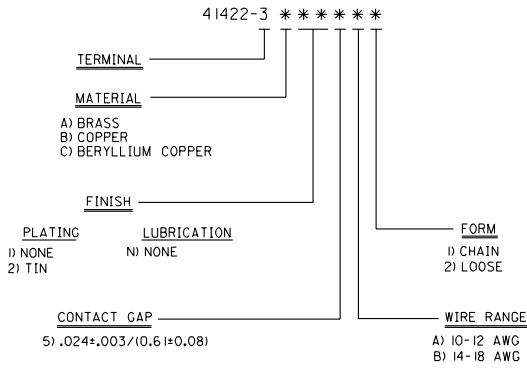 41422-3******
TERMINAL
MATERIAL
A) BRASS
B) COPPER
C) BERYLLIUM COPPER
FINISH
PLATING LUBRICATION
1) NONE N) NONE
2) TIN
FORM
1) CHAIN
2) LOOSE
CONTACT GAP
5) .024±.003/(0.61±0.08)
WIRE RANGE
A) 10-12 AWG
B) 14-18 AWG